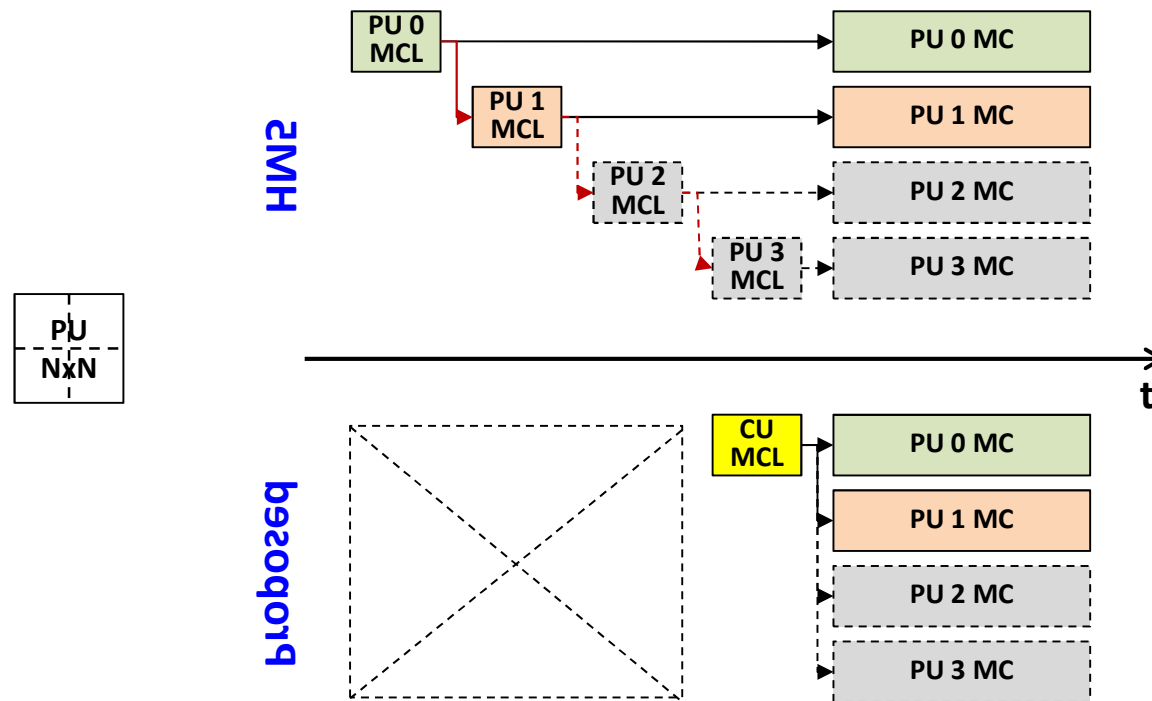 PU 0
MCL
PU 0 MC
PU 1
MCL
PU 1 MC
HM5
PU 2
MCL
PU 2 MC
PU 3
MCL
PU 3 MC
PU
NxN
t
CU
MCL
PU 0 MC
PU 1 MC
Proposed
PU 2 MC
PU 3 MC